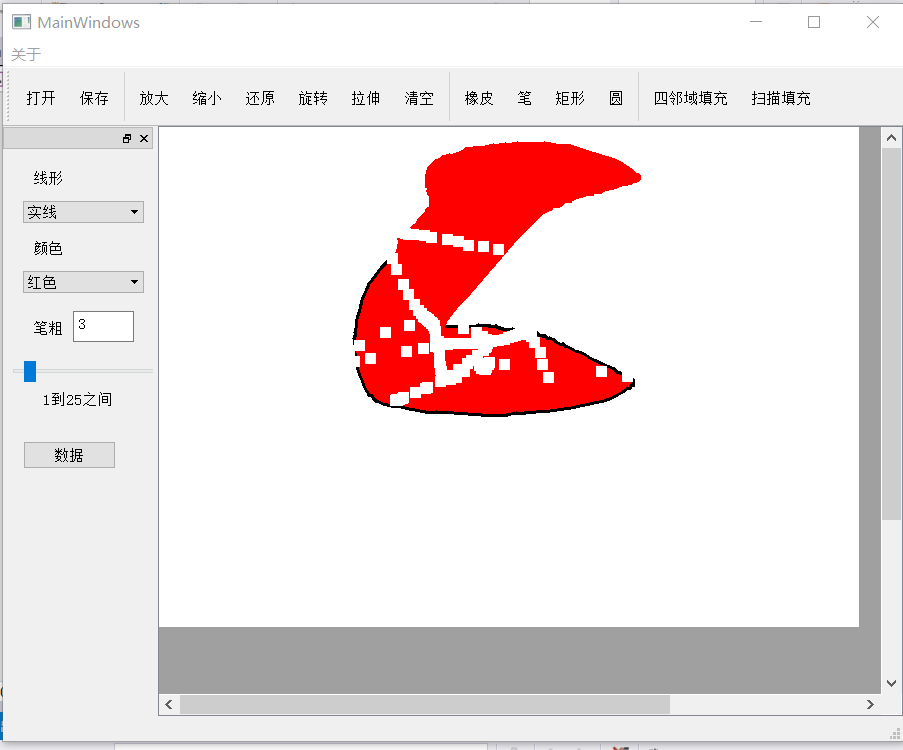 MainWindows
关于
打开 保存 放大 缩小 还原 旋转 拉伸 清空 橡皮 笔 矩形 圆 四邻域填充 扫描填充
线形
实线
颜色
红色
笔粗 3
1到25之间
数据